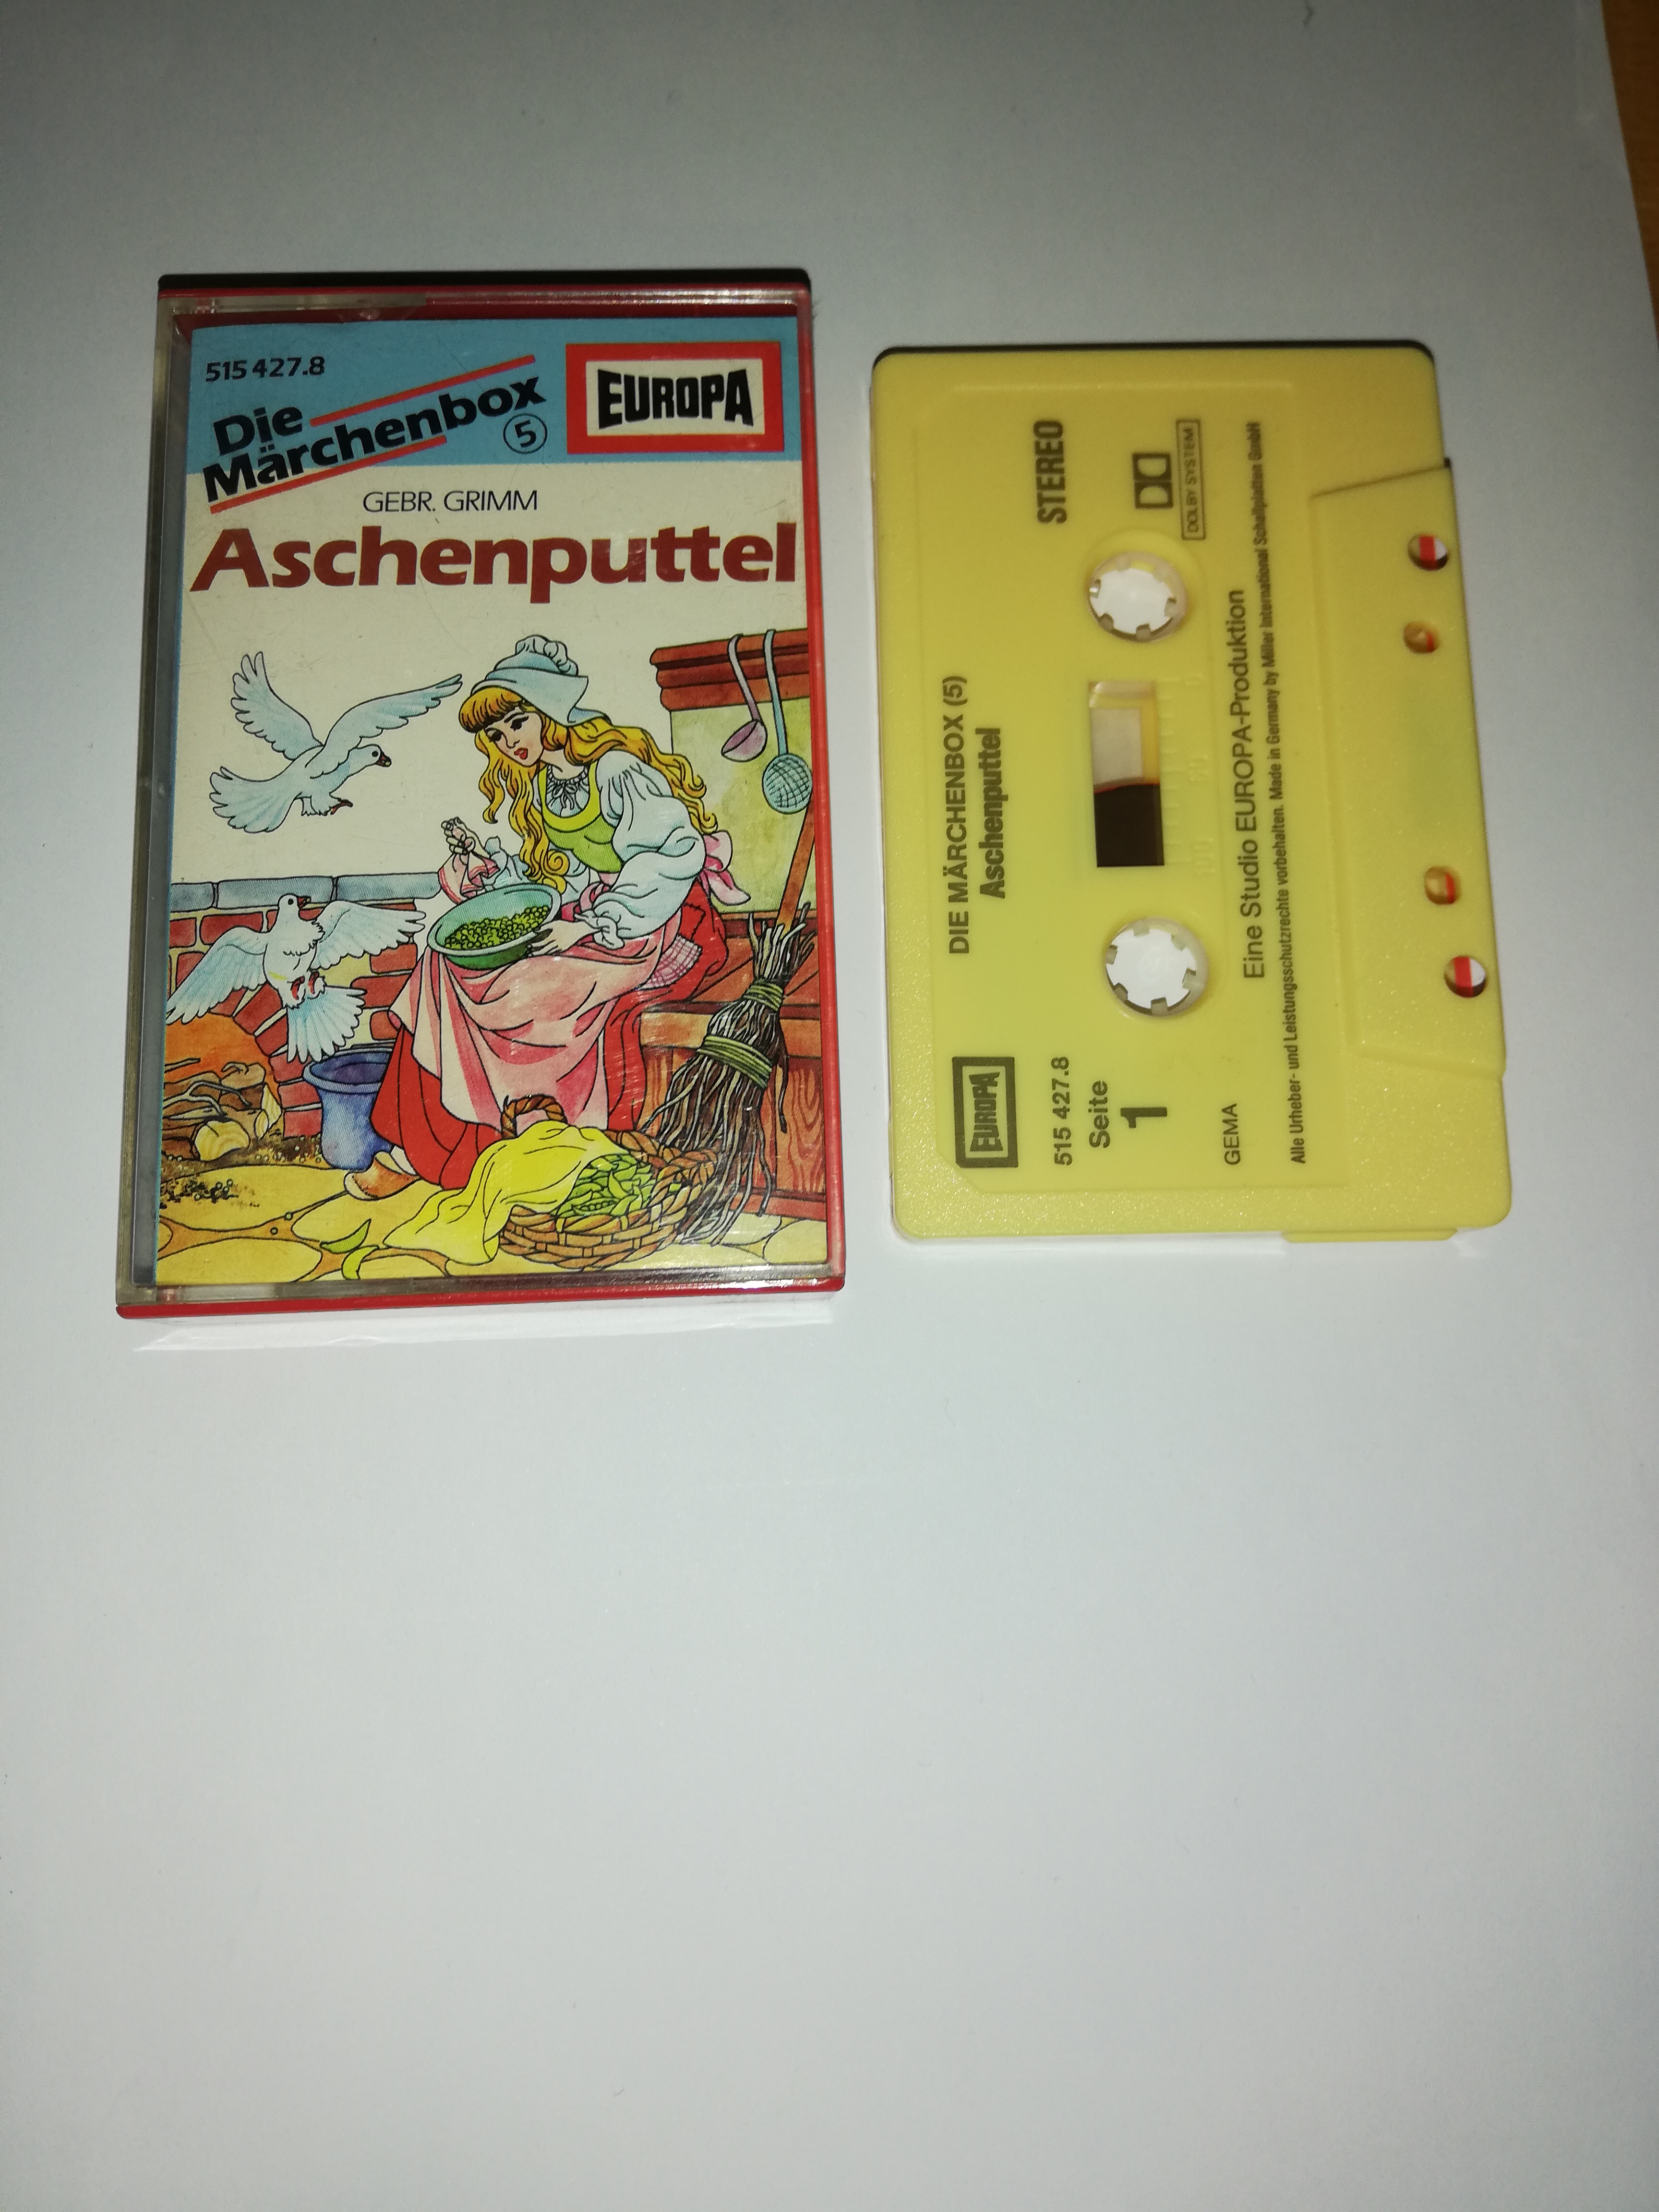 515 427.8
Die
Märchenbox
5
EUROPA
GEBR. GRIMM
Aschenputtel
DIE MÄRCHENBOX (5)
Aschenputtel
EUROPA
515 427.8
Seite
1
STEREO
DOLBY SYSTEM
GEMA
Eine Studio EUROPA-Produktion
Alle Urheber- und Leistungsschutzrechte vorbehalten. Made in Germany by Miller International Schallplatten GmbH